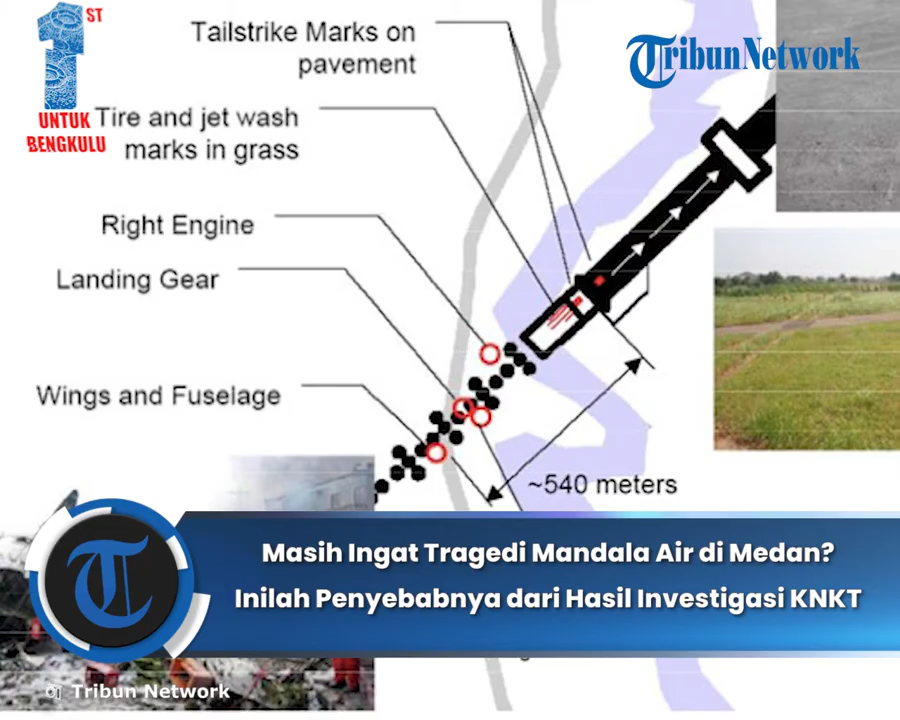 1ST
UNTUK
BENGKULU
TribunNetwork
Tailstrike Marks on
pavement
Tire and jet wash
marks in grass
Right Engine
Landing Gear
Wings and Fuselage
~540 meters
Masih Ingat Tragedi Mandala Air di Medan?
Inilah Penyebabnya dari Hasil Investigasi KNKT
T
Tribun Network